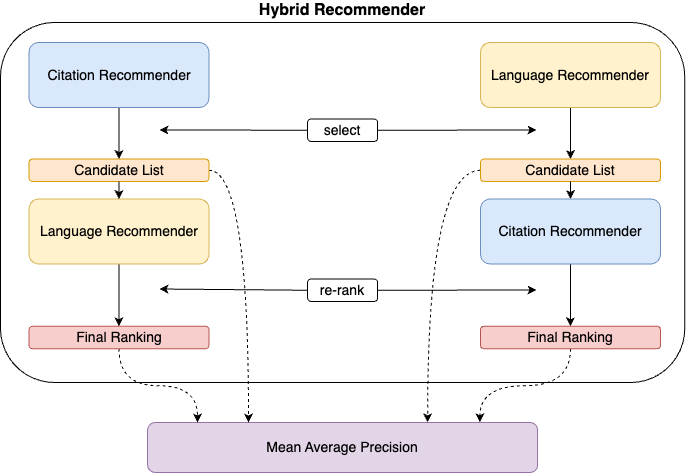 Hybrid Recommender
Citation Recommender
Language Recommender
select
Candidate List
Candidate List
Language Recommender
Citation Recommender
re-rank
Final Ranking
Final Ranking
Mean Average Precision